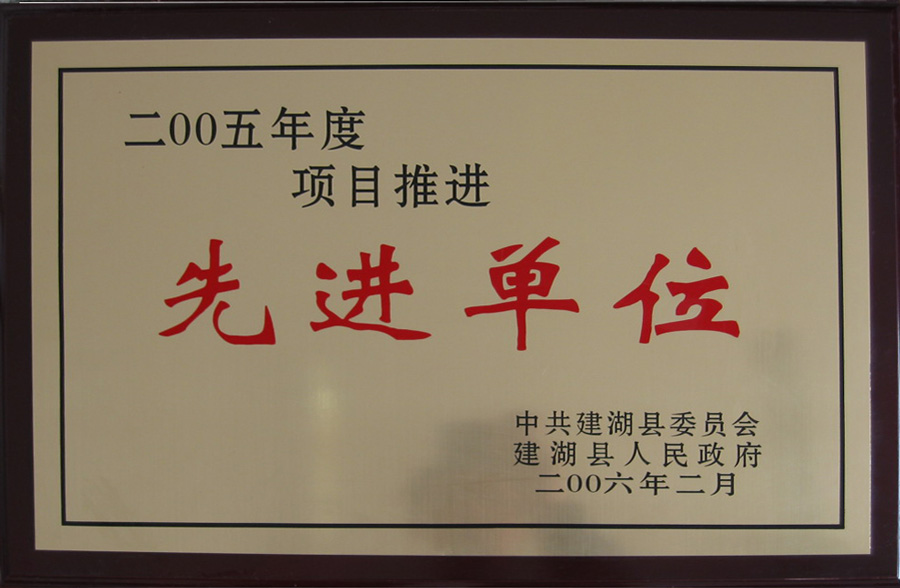 二00五年度
项目推进
先进单位
中共建湖县委员会
建湖县人民政府
二00六年二月